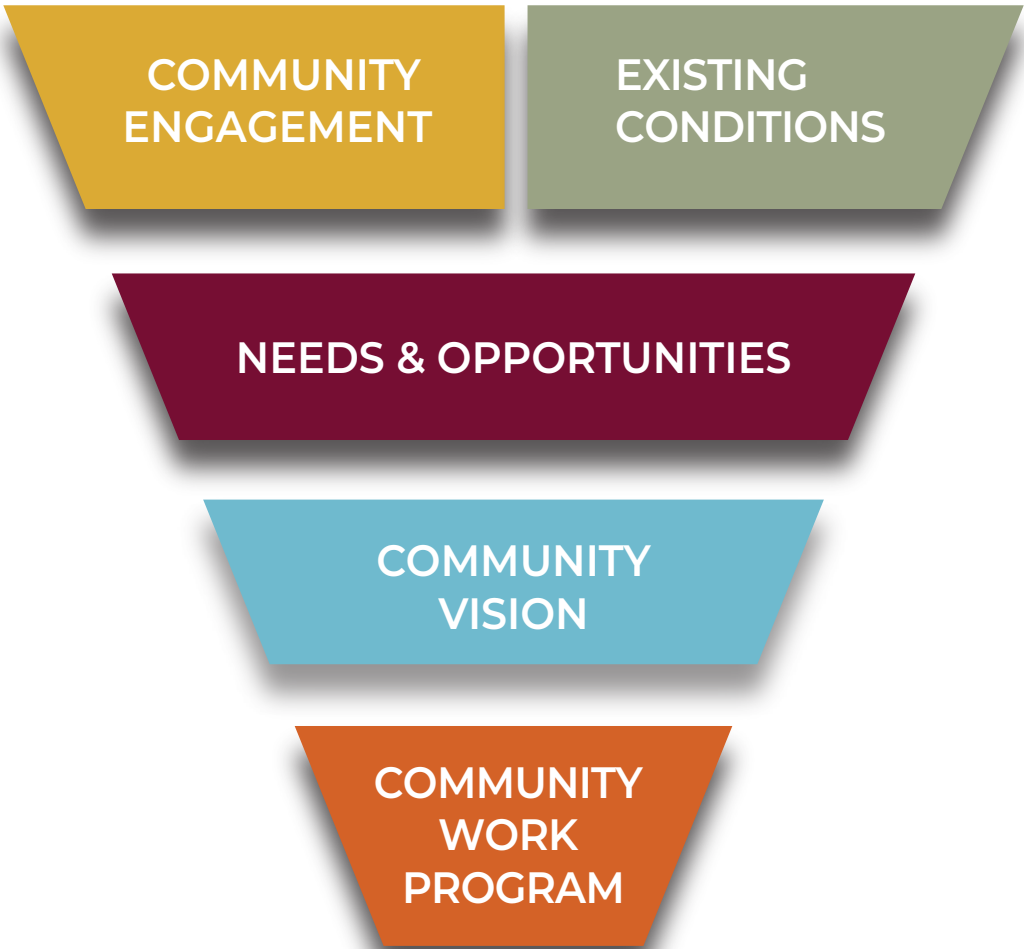 COMMUNITY
ENGAGEMENT
EXISTING
CONDITIONS
NEEDS & OPPORTUNITIES
COMMUNITY
VISION
COMMUNITY
WORK
PROGRAM